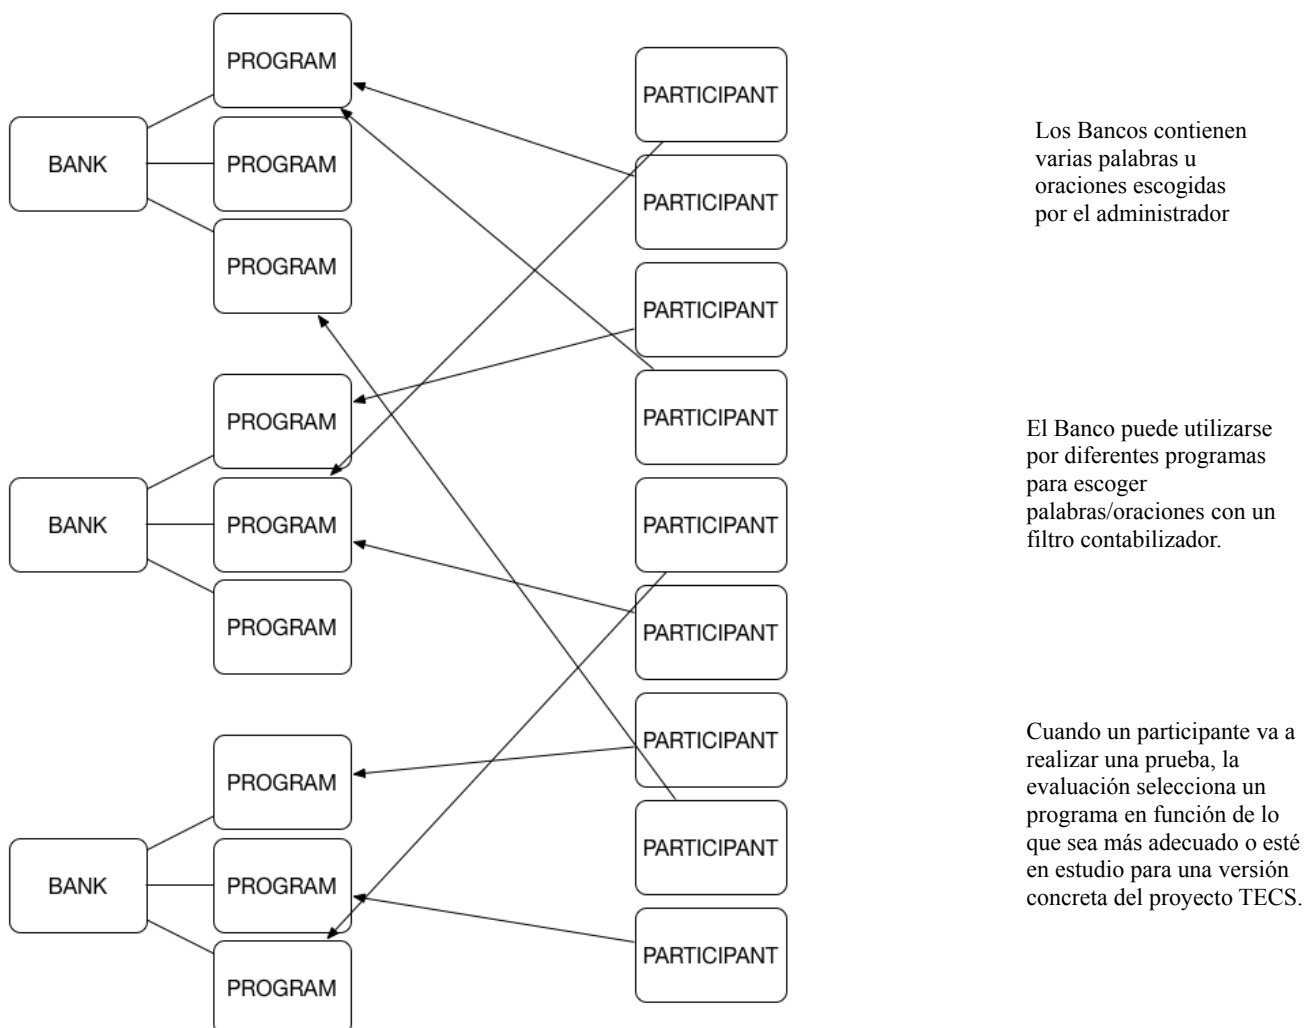 PROGRAM
PROGRAM
PROGRAM
BANK
PROGRAM
PROGRAM
PROGRAM
BANK
PROGRAM
PROGRAM
PROGRAM
BANK
PARTICIPANT
PARTICIPANT
PARTICIPANT
PARTICIPANT
PARTICIPANT
PARTICIPANT
PARTICIPANT
PARTICIPANT
PARTICIPANT
Los Bancos contienen
varias palabras u
oraciones escogidas
por el administrador
El Banco puede utilizarse
por diferentes programas
para escoger
palabras/oraciones con un
filtro contabilizador.
Cuando un participante va a
realizar una prueba, la
evaluación selecciona un
programa en función de lo
que sea más adecuado o esté
en estudio para una versión
concreta del proyecto TECS.